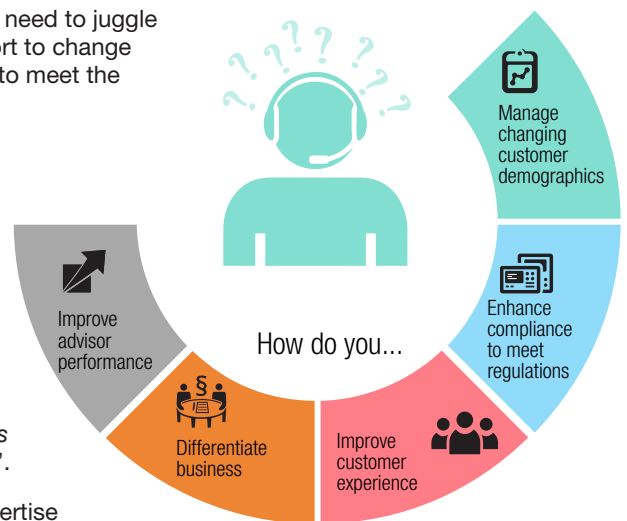 need to juggle
ort to change
to meet the
? ? ? ? ? ? ? ?
Manage
changing
customer
demographics
Enhance
compliance
to meet
regulations
Improve
advisor
performance
How do you...
§
Differentiate
business
Improve
customer
experience
s
'.
ertise